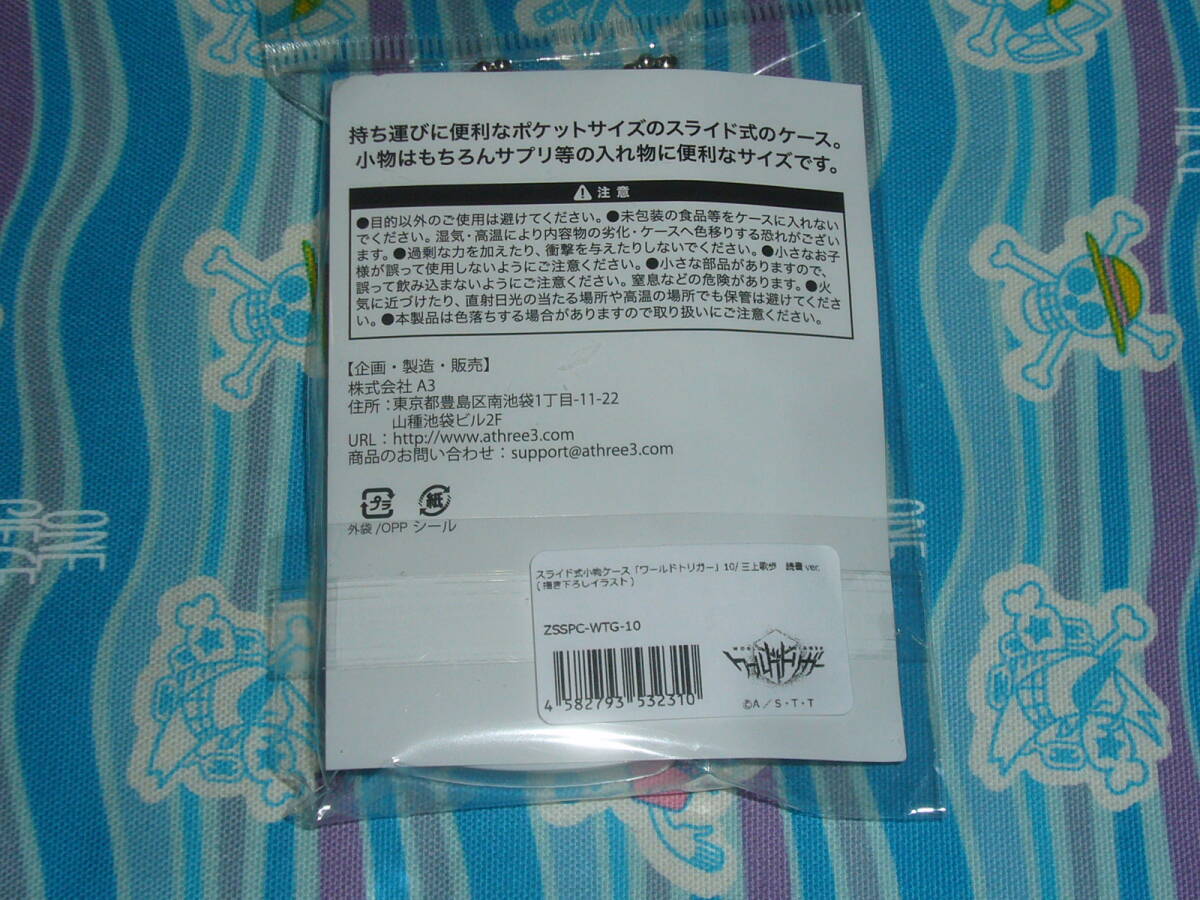 持ち運びに便利なポケットサイズのスライド式のケース。
小物はもちろんサプリ等の入れ物に便利なサイズです。
注意
●目的以外のご使用は避けてください。●未包装の食品等をケースに入れない
でください。湿気・高温により内容物の劣化・ケースへ色移りする恐れがござい
ます。●過剰な力を加えたり、衝撃を与えたりしないでください。●小さなお子
様が誤って使用しないようにご注意ください。●小さな部品がありますので、
誤って飲み込まないようにご注意ください。窒息などの危険があります。●火
気に近づけたり、直射日光の当たる場所や高温の場所でも保管は避けてくださ
い。●本製品は色落ちする場合がありますので取り扱いにご注意ください。
【企画・製造・販売】
株式会社 A3
住所：東京都豊島区南池袋1丁目-11-22
山種池袋ビル2F
URL：http://www.athree3.com
商品のお問い合わせ：support@athree3.com
プラ 紙
外袋/OPP シール
スライド式小物ケース「ワールドトリガー」10/三上歌歩　読書 ver.
(描き下ろしイラスト)
ZSSPC-WTG-10
4 582793 532310
©A／S・T・T
ONE
PIECE
ONE